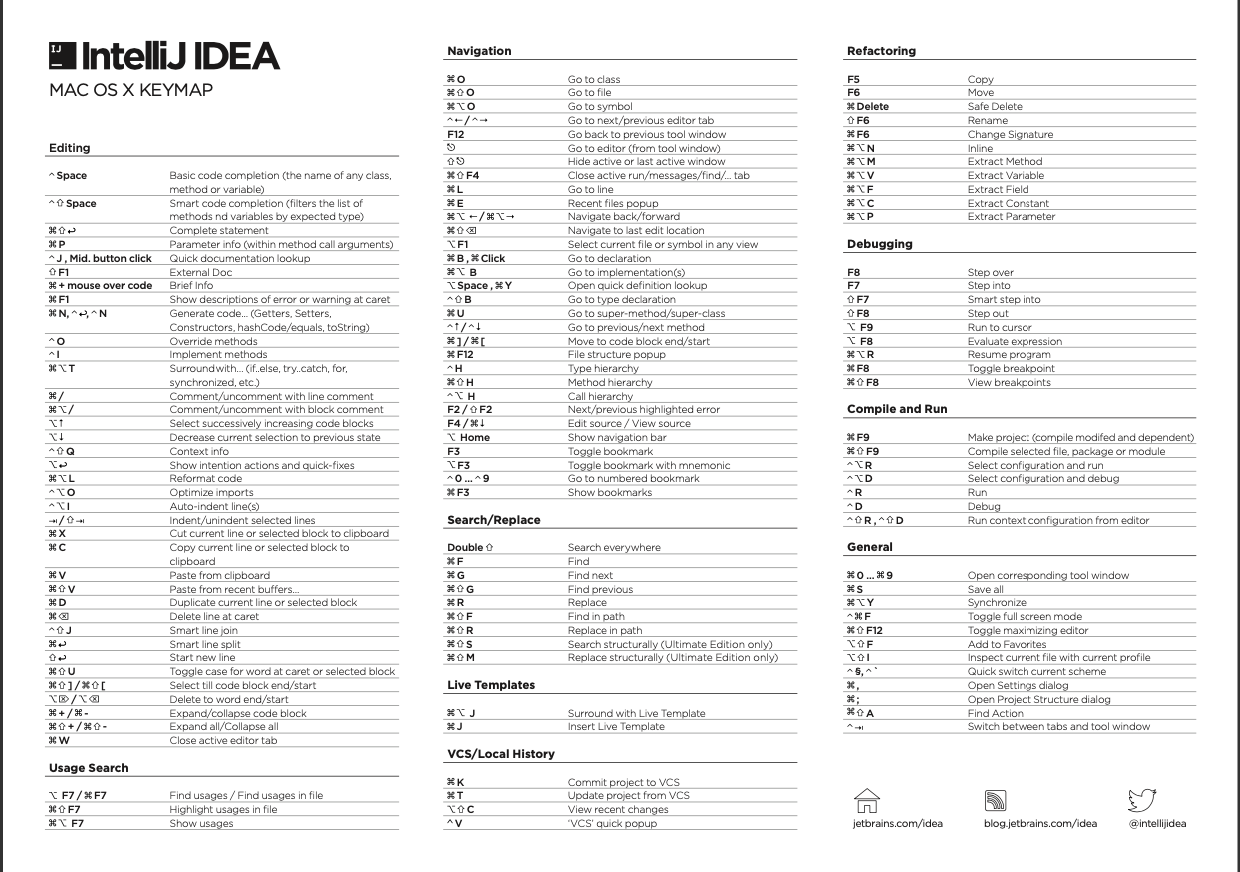 IJ IntelliJ IDEA
MAC OS X KEYMAP
Editing
⌃Space Basic code completion (the name of any class,
method or variable)
⌃⇧Space Smart code completion (filters the list of
methods nd variables by expected type)
⌘⇧↩ Complete statement
⌘P Parameter info (within method call arguments)
⌃J , Mid. button click Quick documentation lookup
⇧F1 External Doc
⌘+ mouse over code Brief Info
⌘F1 Show descriptions of error or warning at caret
⌘N, ⌃↩, ⌃N Generate code... (Getters, Setters,
Constructors, hashCode/equals, toString)
⌃O Override methods
⌃I Implement methods
⌘⌥T Surround with... (if..else, try..catch, for,
synchronized, etc.)
⌘/ Comment/uncomment with line comment
⌘⌥/ Comment/uncomment with block comment
⌥↑ Select successively increasing code blocks
⌥↓ Decrease current selection to previous state
⌃⇧Q Context info
⌥↩ Show intention actions and quick-fixes
⌘⌥L Reformat code
⌃⌥O Optimize imports
⌃⌥I Auto-indent line(s)
⇥/⇧⇥ Indent/unindent selected lines
⌘X Cut current line or selected block to clipboard
⌘C Copy current line or selected block to
clipboard
⌘V Paste from clipboard
⌘⇧V Paste from recent buffers...
⌘D Duplicate current line or selected block
⌘⌫ Delete line at caret
⌃⇧J Smart line join
⌘↩ Smart line split
⇧↩ Start new line
⌘⇧U Toggle case for word at caret or selected block
⌘⇧]/⌘⇧[ Select till code block end/start
⌥⌦/⌥⌫ Delete to word end/start
⌘+/⌘- Expand/collapse code block
⌘⇧+/⌘⇧- Expand all/Collapse all
⌘W Close active editor tab
Usage Search
⌥ F7/⌘F7 Find usages / Find usages in file
⌘⇧F7 Highlight usages in file
⌘⌥ F7 Show usages
Navigation
⌘O Go to class
⌘⇧O Go to file
⌘⌥O Go to symbol
⌃←/⌃→ Go to next/previous editor tab
F12 Go back to previous tool window
⎋ Go to editor (from tool window)
⇧⎋ Hide active or last active window
⌘⇧F4 Close active run/messages/find/... tab
⌘L Go to line
⌘E Recent files popup
⌘⌥ ←/⌘⌥→ Navigate back/forward
⌘⇧⌫ Navigate to last edit location
⌥F1 Select current file or symbol in any view
⌘B , ⌘Click Go to declaration
⌘⌥ B Go to implementation(s)
⌥Space , ⌘Y Open quick definition lookup
⌃⇧B Go to type declaration
⌘U Go to super-method/super-class
⌃↑/⌃↓ Go to previous/next method
⌘]/⌘[ Move to code block end/start
⌘F12 File structure popup
⌃H Type hierarchy
⌘⇧H Method hierarchy
⌃⌥ H Call hierarchy
F2/⇧F2 Next/previous highlighted error
F4/⌘↓ Edit source / View source
⌥ Home Show navigation bar
F3 Toggle bookmark
⌥F3 Toggle bookmark with mnemonic
⌃0...⌃9 Go to numbered bookmark
⌘F3 Show bookmarks
Search/Replace
Double⇧ Search everywhere
⌘F Find
⌘G Find next
⌘⇧G Find previous
⌘R Replace
⌘⇧F Find in path
⌘⇧R Replace in path
⌘⇧S Search structurally (Ultimate Edition only)
⌘⇧M Replace structurally (Ultimate Edition only)
Live Templates
⌘⌥ J Surround with Live Template
⌘J Insert Live Template
VCS/Local History
⌘K Commit project to VCS
⌘T Update project from VCS
⌥⇧C View recent changes
⌃V ‘VCS’ quick popup
Refactoring
F5 Copy
F6 Move
⌘Delete Safe Delete
⇧F6 Rename
⌘F6 Change Signature
⌘⌥N Inline
⌘⌥M Extract Method
⌘⌥V Extract Variable
⌘⌥F Extract Field
⌘⌥C Extract Constant
⌘⌥P Extract Parameter
Debugging
F8 Step over
F7 Step into
⇧F7 Smart step into
⇧F8 Step out
⌥ F9 Run to cursor
⌥ F8 Evaluate expression
⌘⌥R Resume program
⌘F8 Toggle breakpoint
⌘⇧F8 View breakpoints
Compile and Run
⌘F9 Make project (compile modifed and dependent)
⌘⇧F9 Compile selected file, package or module
⌃⌥R Select configuration and run
⌃⌥D Select configuration and debug
⌃R Run
⌃D Debug
⌃⇧R , ⌃⇧D Run context configuration from editor
General
⌘0...⌘9 Open corresponding tool window
⌘S Save all
⌘⌥Y Synchronize
⌃⌘F Toggle full screen mode
⌘⇧F12 Toggle maximizing editor
⌥⇧F Add to Favorites
⌥⇧I Inspect current file with current profile
⌃§, ⌃` Quick switch current scheme
⌘, Open Settings dialog
⌘; Open Project Structure dialog
⌘⇧A Find Action
⌃⇥ Switch between tabs and tool window
jetbrains.com/idea
blog.jetbrains.com/idea
@intellijidea